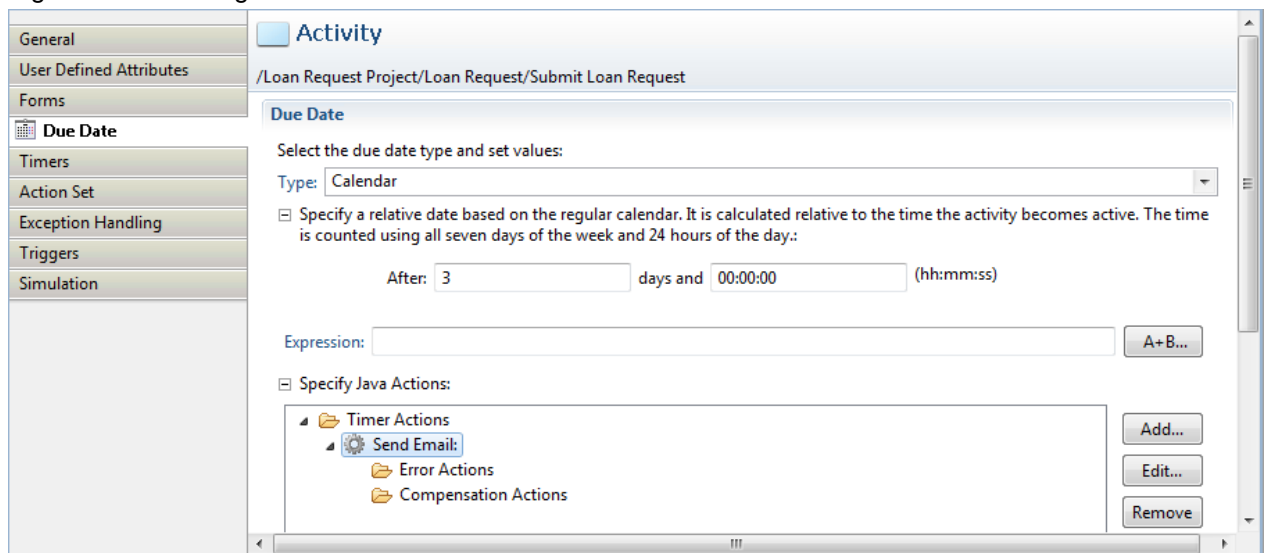 General
User Defined Attributes
Forms
Due Date
Timers
Action Set
Exception Handling
Triggers
Simulation
Activity
/Loan Request Project/Loan Request/Submit Loan Request
Due Date
Select the due date type and set values:
Type: Calendar
Specify a relative date based on the regular calendar. It is calculated relative to the time the activity becomes active. The time
is counted using all seven days of the week and 24 hours of the day.:
After: 3 days and 00:00:00 (hh:mm:ss)
Expression: A+B...
Specify Java Actions:
Timer Actions
Send Email:
Error Actions
Compensation Actions
Add...
Edit...
Remove